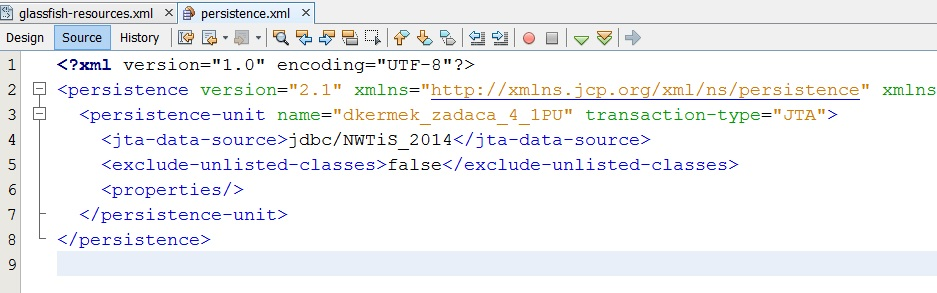 glassfish-resources.xml persistence.xml
Design Source History
1 <?xml version="1.0" encoding="UTF-8"?>
2 <persistence version="2.1" xmlns="http://xmlns.jcp.org/xml/ns/persistence" xmlns
3 <persistence-unit name="dkermek_zadaca_4_1PU" transaction-type="JTA">
4 <jta-data-source>jdbc/NWTiS_2014</jta-data-source>
5 <exclude-unlisted-classes>false</exclude-unlisted-classes>
6 <properties/>
7 </persistence-unit>
8 </persistence>
9